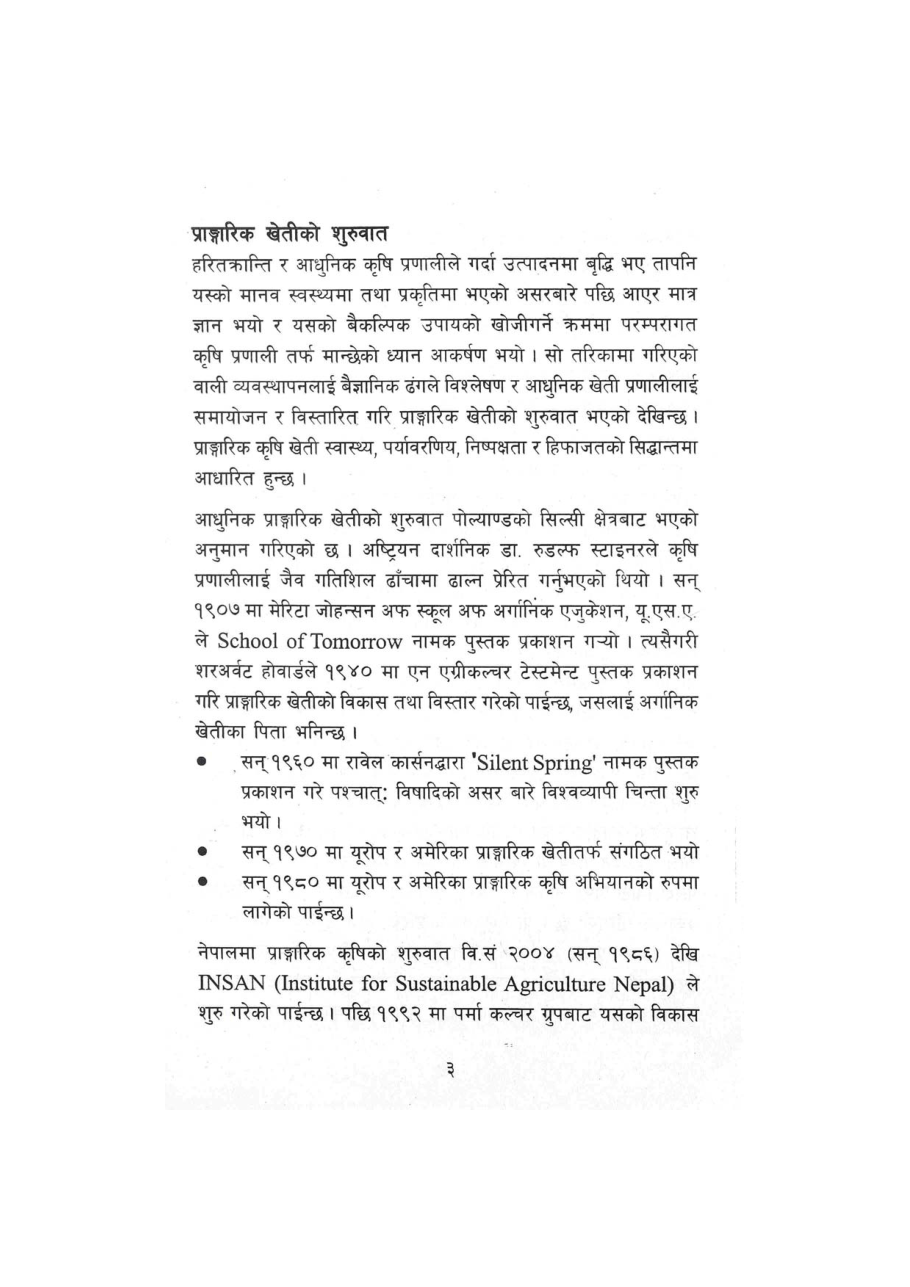 प्राङ्गारिक खेतीको शुरुवात
हरितक्रान्ति र आधुनिक कृषि प्रणालीले गर्दा उत्पादनमा बृद्धि भए तापनि
यस्को मानव स्वस्थ्यमा तथा प्रकृतिमा भएको असरबारे पछि आएर मात्र
ज्ञान भयो र यसको बैकल्पिक उपायको खोजीगर्ने क्रममा परम्परागत
कृषि प्रणाली तर्फ मान्छेको ध्यान आकर्षण भयो । सो तरिकामा गरिएको
वाली व्यवस्थापनलाई बैज्ञानिक ढंगले विश्लेषण र आधुनिक खेती प्रणालीलाई
समायोजन र विस्तारित गरि प्राङ्गारिक खेतीको शुरुवात भएको देखिन्छ ।
प्राङ्गारिक कृषि खेती स्वास्थ्य, पर्यावरणिय, निष्पक्षता र हिफाजतको सिद्धान्तमा
आधारित हुन्छ ।
आधुनिक प्राङ्गारिक खेतीको शुरुवात पोल्याण्डको सिल्सी क्षेत्रबाट भएको
अनुमान गरिएको छ । अष्ट्रियन दार्शनिक डा. रुडल्फ स्टाइनरले कृषि
प्रणालीलाई जैव गतिशिल ढाँचामा ढाल्न प्रेरित गर्नुभएको थियो । सन्
१९०७ मा मेरिटा जोहन्सन अफ स्कूल अफ अर्गानिक एजुकेशन, यू.एस.ए.
ले School of Tomorrow नामक पुस्तक प्रकाशन गऱ्यो । त्यसैगरी
शरअर्वट होवार्डले १९४० मा एन एग्रीकल्चर टेस्टमेन्ट पुस्तक प्रकाशन
गरि प्राङ्गारिक खेतीको विकास तथा विस्तार गरेको पाईन्छ, जसलाई अर्गानिक
खेतीका पिता भनिन्छ ।
● सन् १९६० मा रावेल कार्सनद्धारा 'Silent Spring' नामक पुस्तक
प्रकाशन गरे पश्चात्: विषादिको असर बारे विश्वव्यापी चिन्ता शुरु
भयो ।
● सन् १९७० मा यूरोप र अमेरिका प्राङ्गारिक खेतीतर्फ संगठित भयो
● सन् १९८० मा यूरोप र अमेरिका प्राङ्गारिक कृषि अभियानको रुपमा
लागेको पाईन्छ ।
नेपालमा प्राङ्गारिक कृषिको शुरुवात वि.सं २००४ (सन् १९८६) देखि
INSAN (Institute for Sustainable Agriculture Nepal) ले
शुरु गरेको पाईन्छ । पछि १९९२ मा पर्मा कल्चर ग्रुपबाट यसको विकास
३